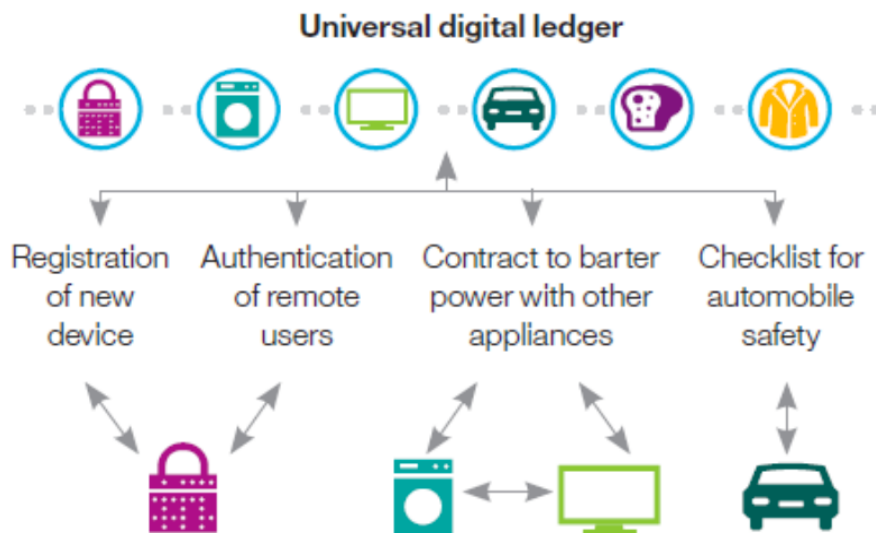 Universal digital ledger
Registration
of new
device
Authentication
of remote
users
Contract to barter
power with other
appliances
Checklist for
automobile
safety